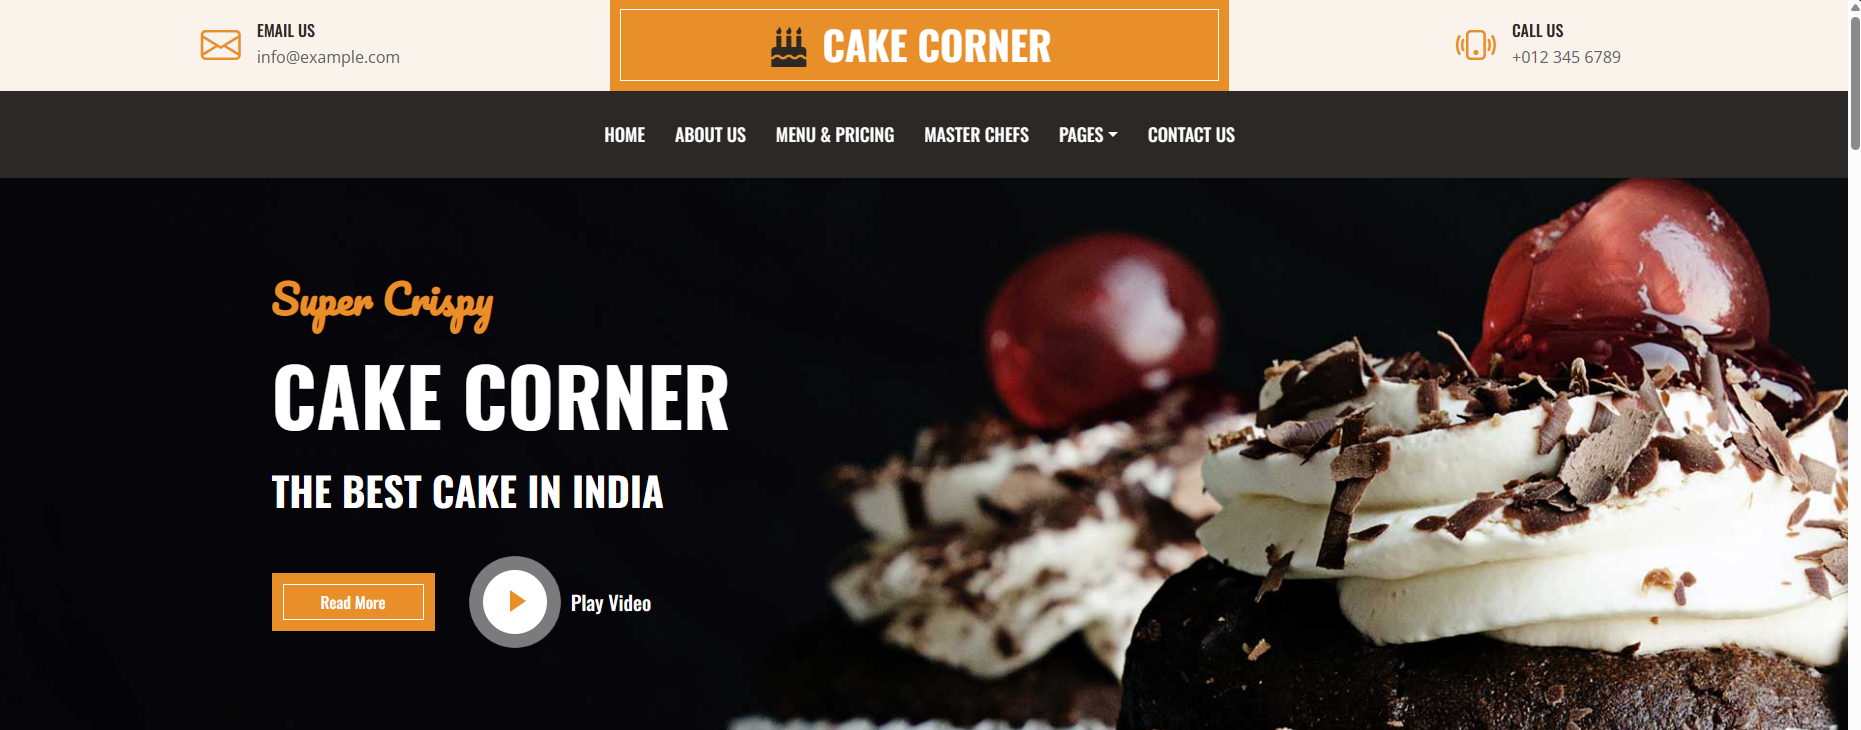 EMAIL US
info@example.com
CAKE CORNER
CALL US
+012 345 6789
HOME ABOUT US MENU & PRICING MASTER CHEFS PAGES CONTACT US
Super Crispy
CAKE CORNER
THE BEST CAKE IN INDIA
Read More Play Video